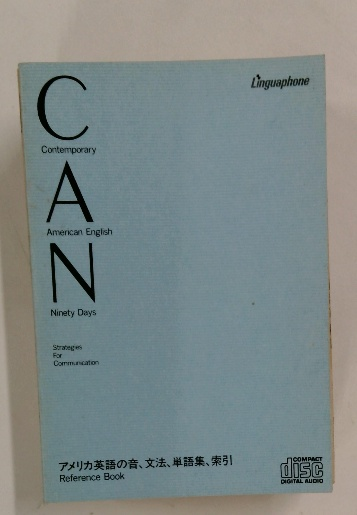 Linguaphone
C
Contemporary
A
American English
N
Ninety Days
Strategies
For
Communication
アメリカ英語の音、文法、単語集、索引
Reference Book
COMPACT
disc
DIGITAL AUDIO